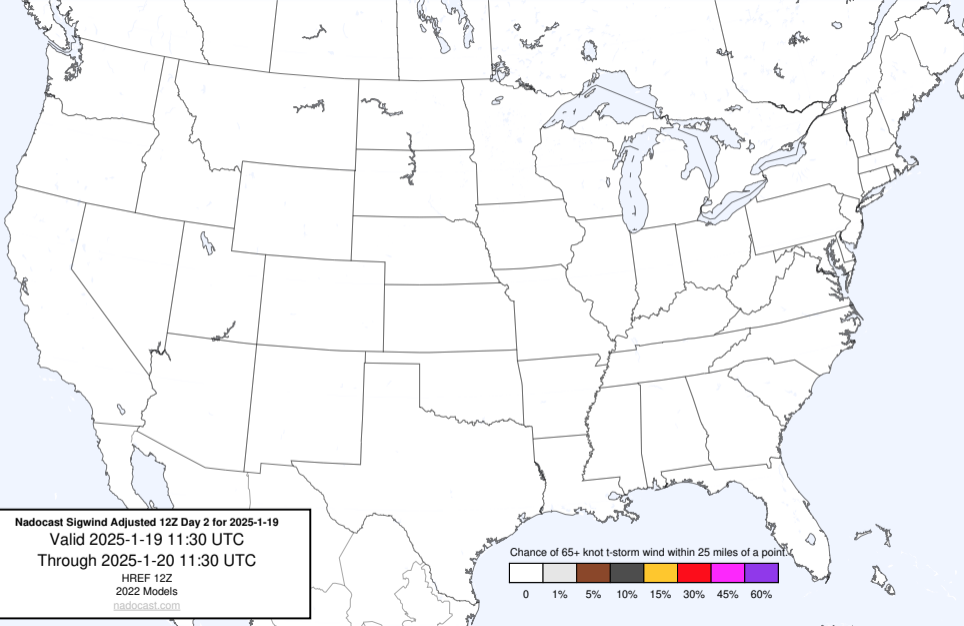 Nadocast Sigwind Adjusted 12Z Day 2 for 2025-1-19
Valid 2025-1-19 11:30 UTC
Through 2025-1-20 11:30 UTC
HREF 12Z
2022 Models
nadocast.com
Chance of 65+ knot t-storm wind within 25 miles of a point.
0 1% 5% 10% 15% 30% 45% 60%